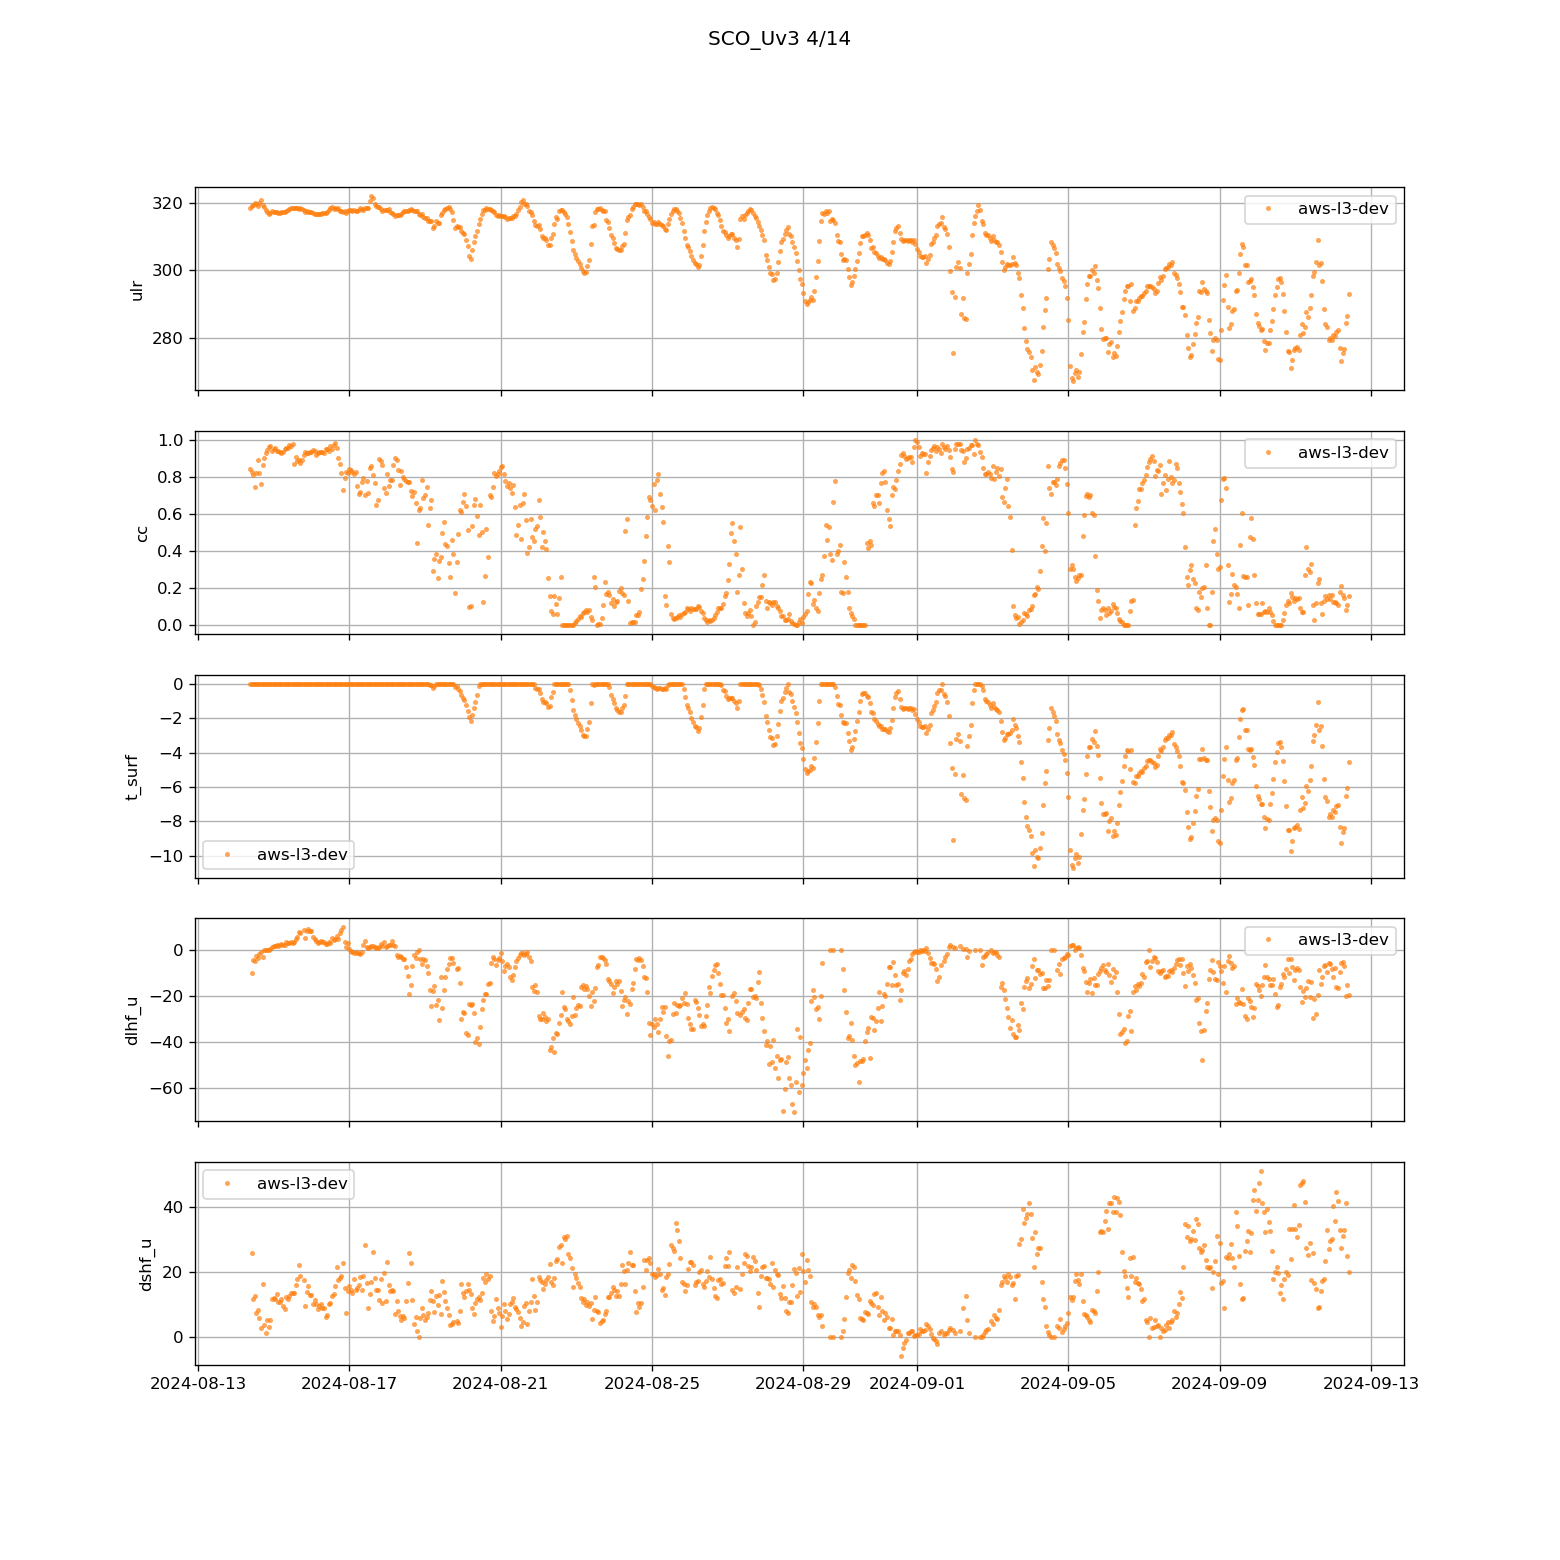 SCO_Uv3 4/14
320
300
280
ulr
aws-l3-dev
1.0
0.8
0.6
0.4
0.2
0.0
cc
aws-l3-dev
0
−2
−4
−6
−8
−10
t_surf
aws-l3-dev
0
−20
−40
−60
dlhf_u
aws-l3-dev
40
20
0
dshf_u
aws-l3-dev
2024-08-13 2024-08-17 2024-08-21 2024-08-25 2024-08-29 2024-09-01 2024-09-05 2024-09-09 2024-09-13